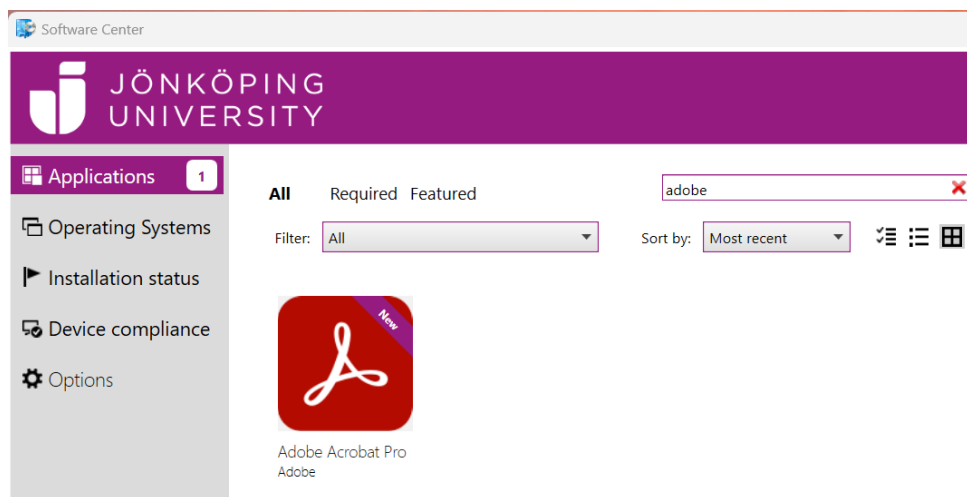 Software Center
JÖNKÖPING
UNIVERSITY
Applications 1
Operating Systems
Installation status
Device compliance
Options
All Required Featured
adobe
Filter: All
Sort by: Most recent
New
Adobe Acrobat Pro
Adobe